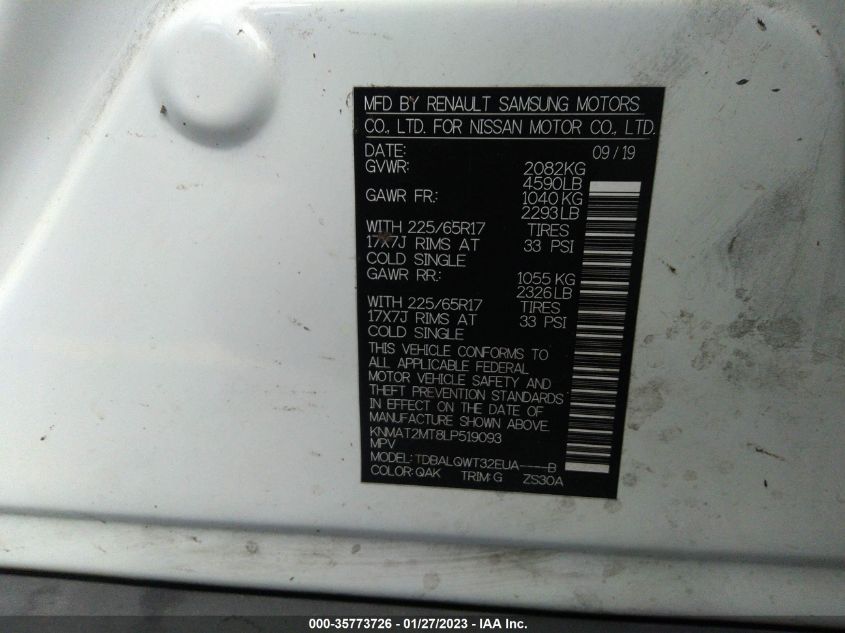 MFD BY RENAULT SAMSUNG MOTORS
CO., LTD. FOR NISSAN MOTOR CO., LTD.
DATE: 09/19
GVWR: 2082KG
4590LB
GAWR FR: 1040 KG
2293LB
WITH 225/65R17 TIRES
17X7J RIMS AT 33 PSI
COLD SINGLE
GAWR RR: 1055 KG
2326LB
WITH 225/65R17 TIRES
17X7J RIMS AT 33 PSI
COLD SINGLE
THIS VEHICLE CONFORMS TO
ALL APPLICABLE FEDERAL
MOTOR VEHICLE SAFETY AND
THEFT PREVENTION STANDARDS
IN EFFECT ON THE DATE OF
MANUFACTURE SHOWN ABOVE.
KNMAT2MT8LP519093
MPV
MODEL: TDBALQWT32EUA----B
COLOR: QAK TRIM: G ZS30A
000-35773726 - 01/27/2023 - IAA Inc.